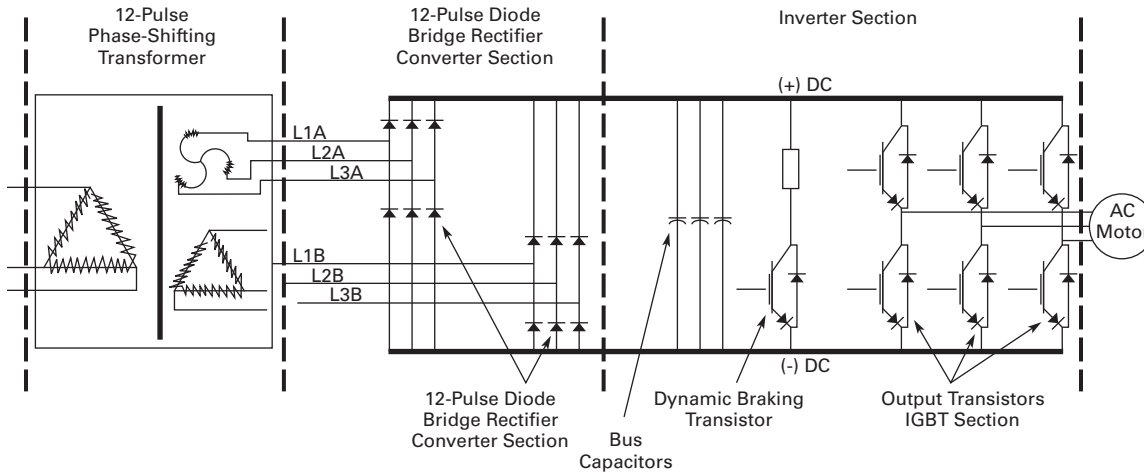 12-Pulse
Phase-Shifting
Transformer
12-Pulse Diode
Bridge Rectifier
Converter Section
Inverter Section
(+) DC
L1A
L2A
L3A
L1B
L2B
L3B
AC
Motor
(-) DC
12-Pulse Diode
Bridge Rectifier
Converter Section
Bus
Capacitors
Dynamic Braking
Transistor
Output Transistors
IGBT Section